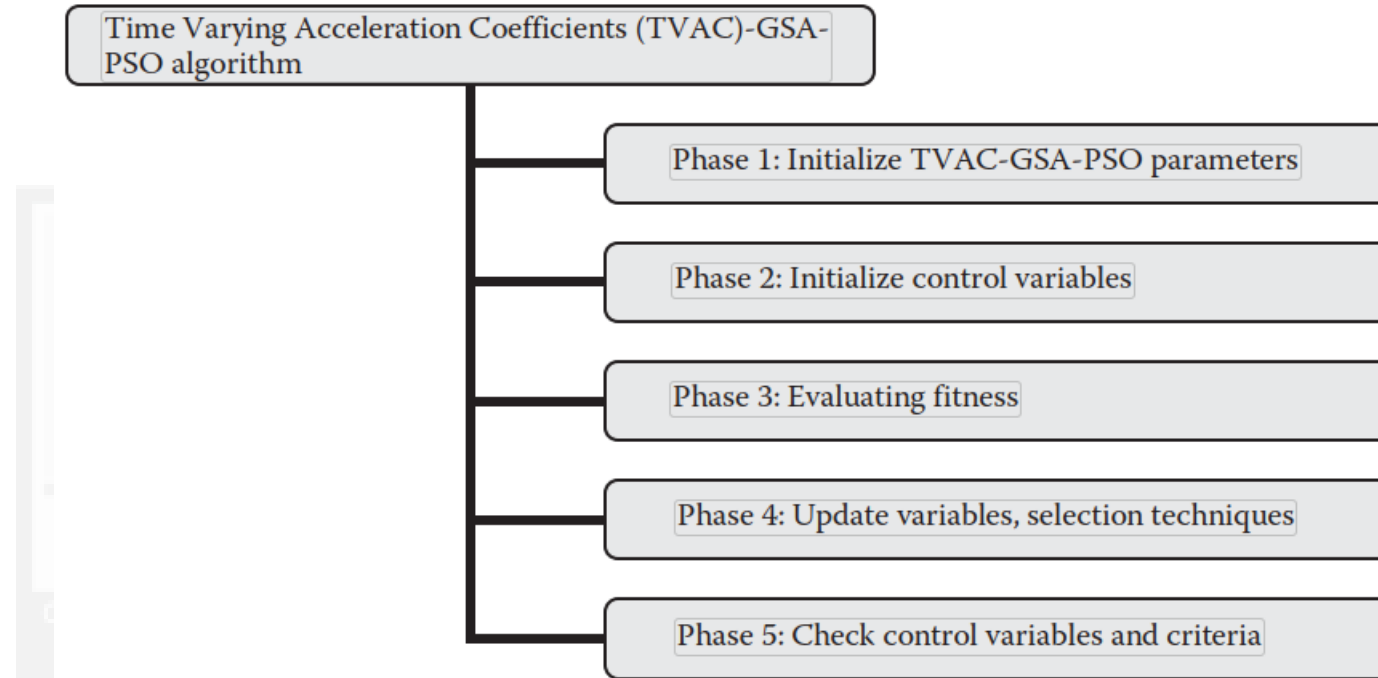 Time Varying Acceleration Coefficients (TVAC)-GSA-
PSO algorithm
Phase 1: Initialize TVAC-GSA-PSO parameters
Phase 2: Initialize control variables
Phase 3: Evaluating fitness
Phase 4: Update variables, selection techniques
Phase 5: Check control variables and criteria